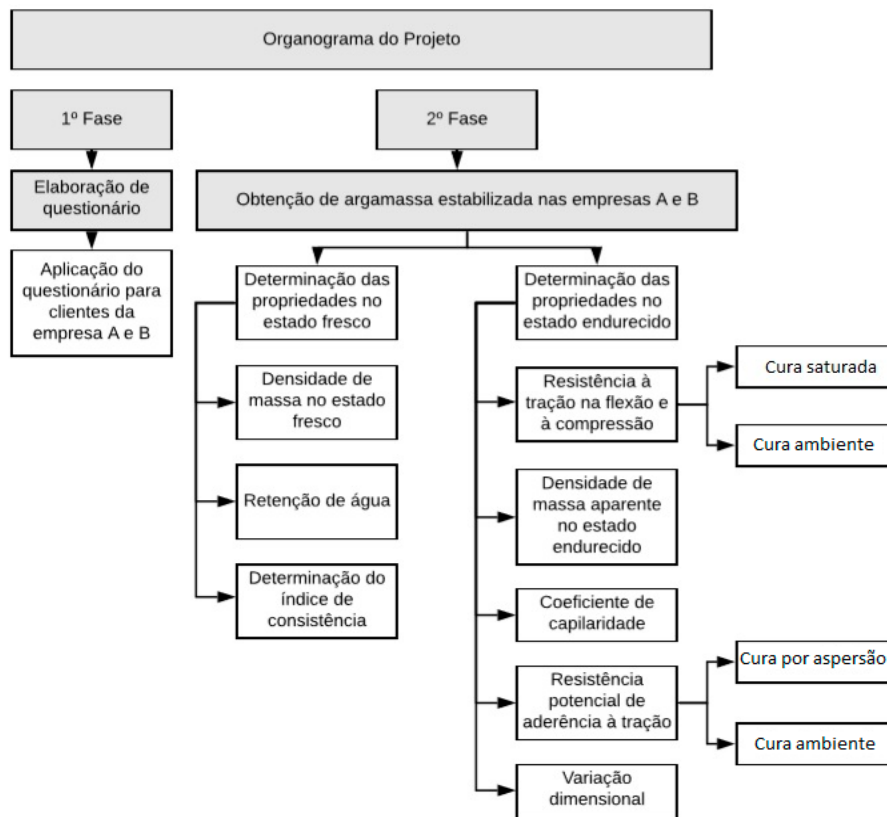 Organograma do Projeto
1º Fase
2º Fase
Elaboração de
questionário
Obtenção de argamassa estabilizada nas empresas A e B
Aplicação do
questionário para
clientes da
empresa A e B
Determinação das
propriedades no
estado fresco
Determinação das
propriedades no
estado endurecido
Densidade de
massa no estado
fresco
Resistência à
tração na flexão e
à compressão
Cura saturada
Cura ambiente
Retenção de água
Densidade de
massa aparente
no estado
endurecido
Determinação do
índice de
consistência
Coeficiente de
capilaridade
Resistência
potencial de
aderência à tração
Cura por aspersão
Cura ambiente
Variação
dimensional